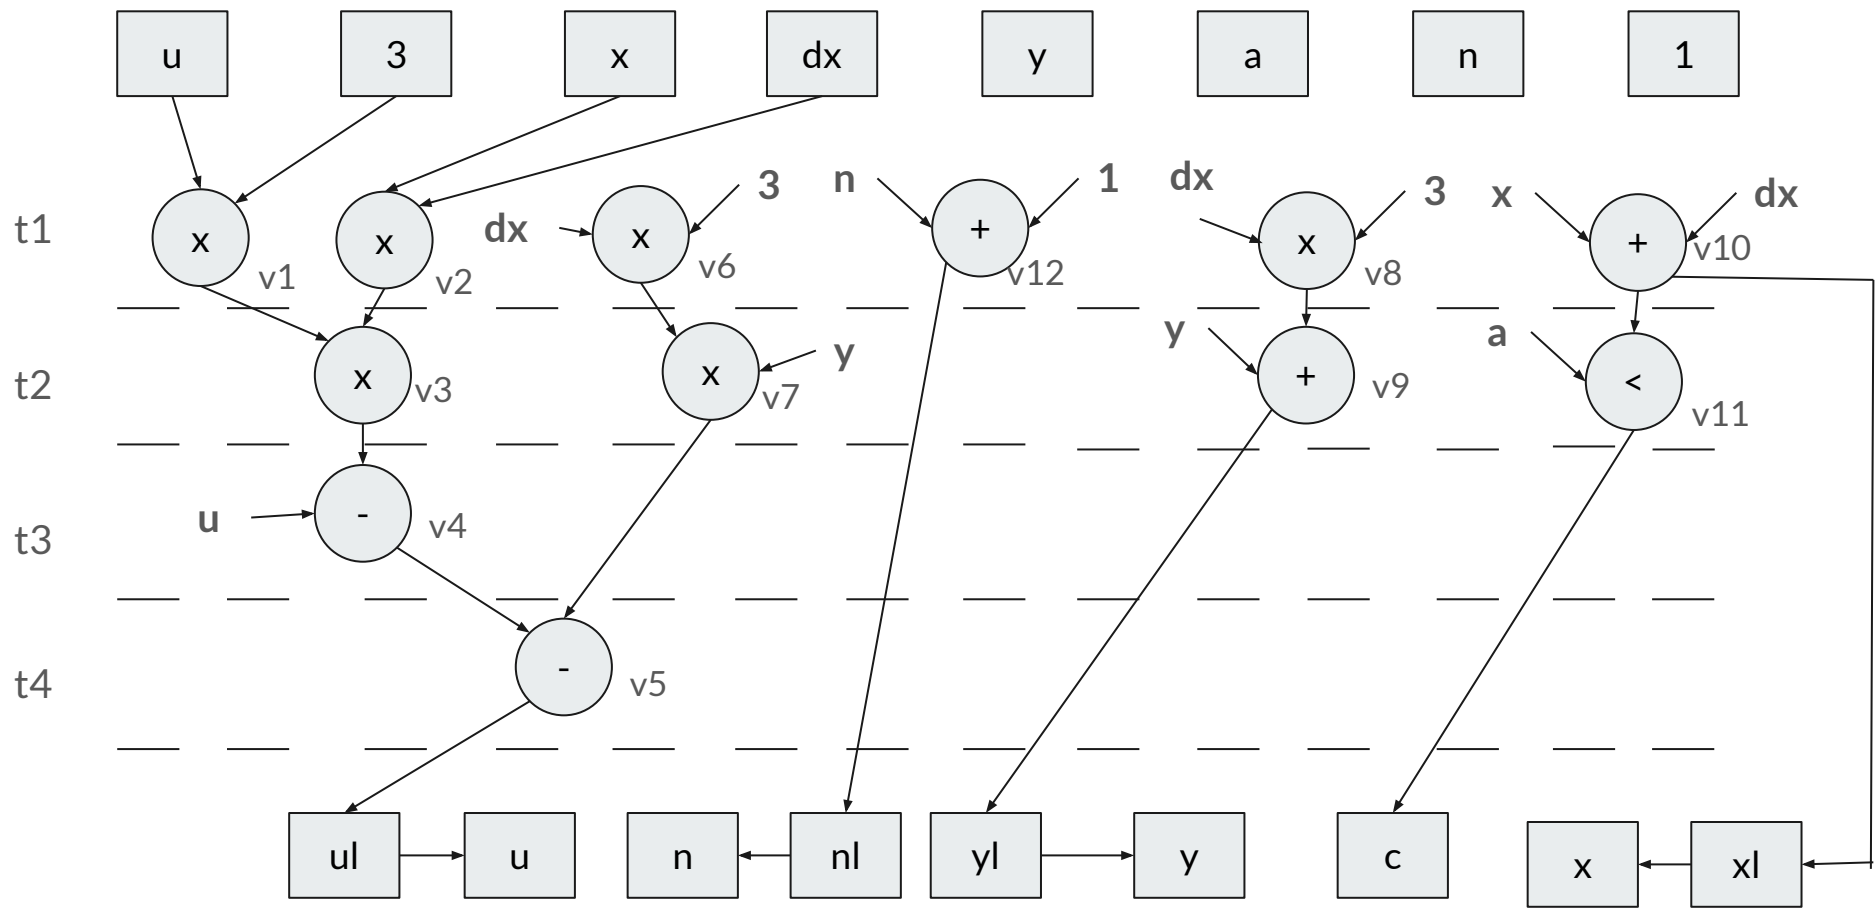 u 3 x dx y a n 1
dx 3 n 1 dx 3 x dx
t1 x v1 x v2 x v6 + v12 x v8 + v10
y y a
t2 x v3 x v7 + v9 < v11
t3 u - v4
t4 - v5
ul u n nl yl y c x xl